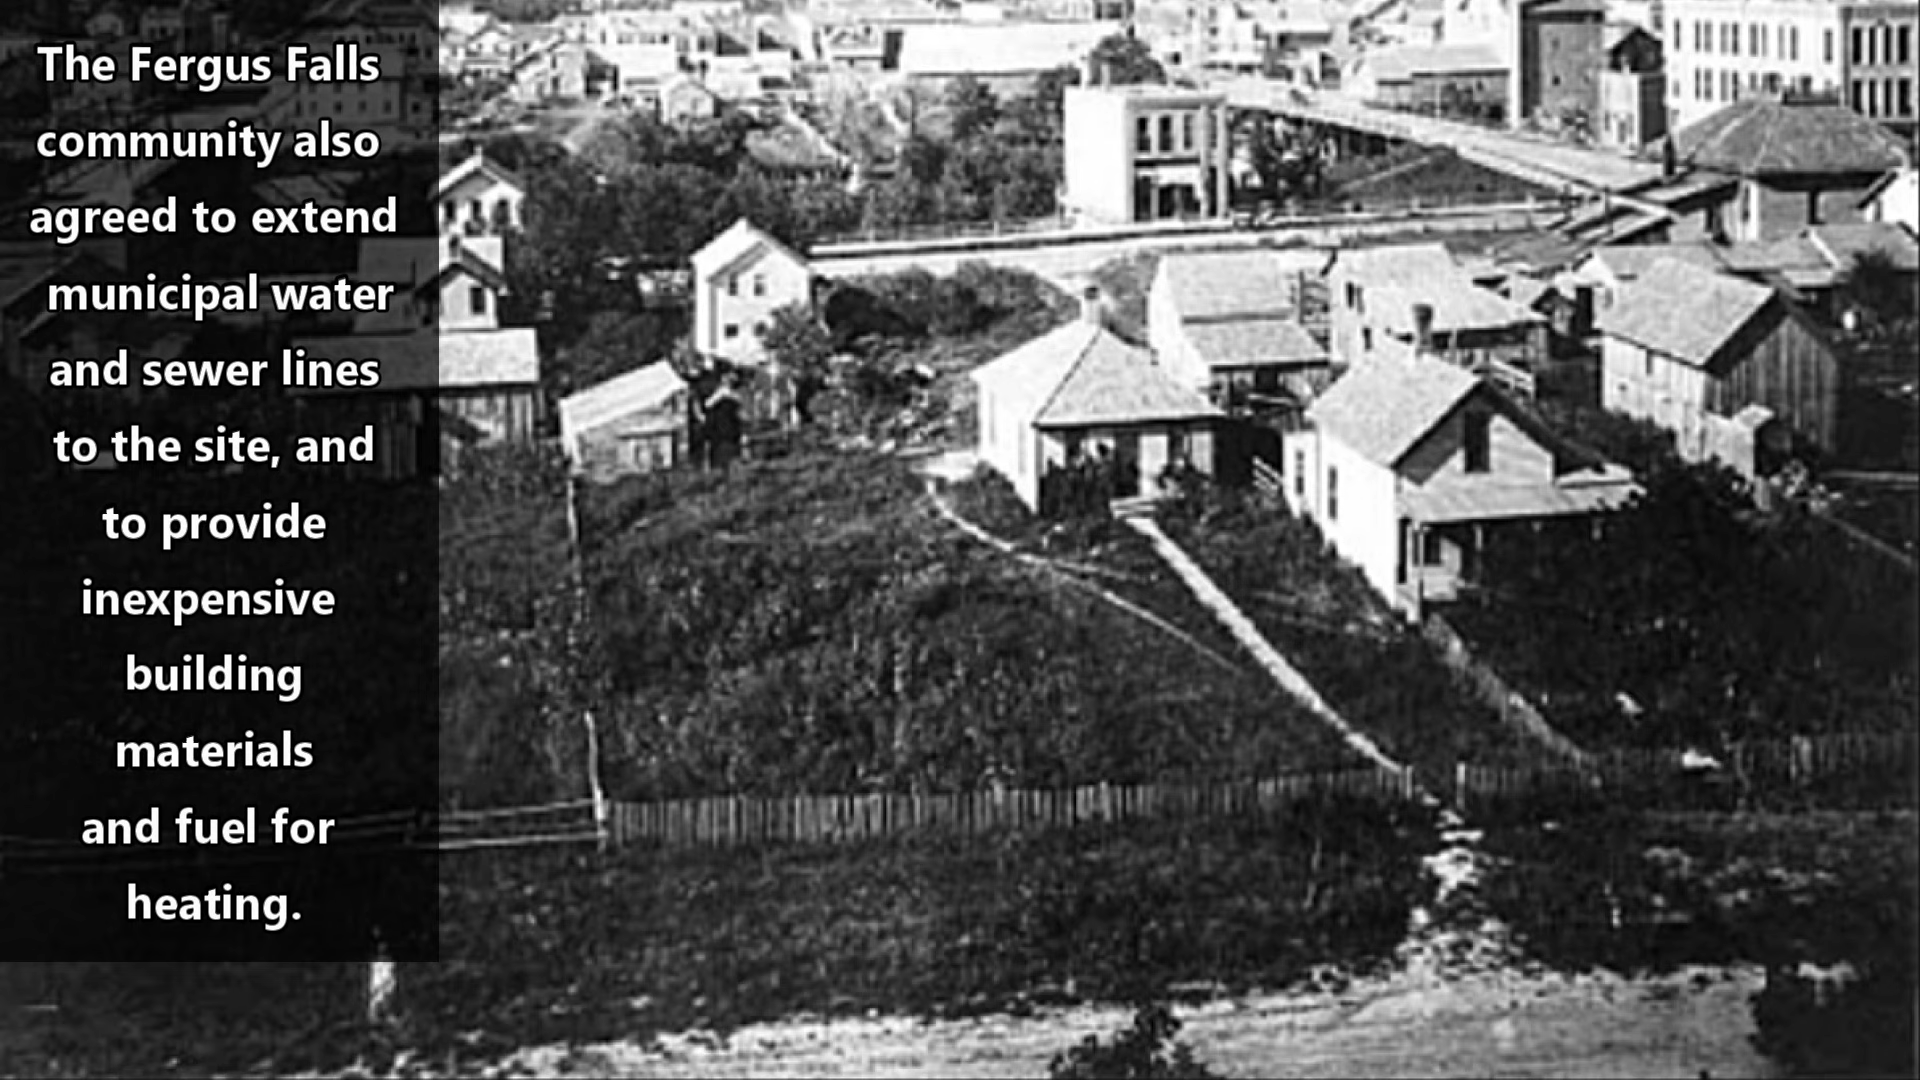 The Fergus Falls
community also
agreed to extend
municipal water
and sewer lines
to the site, and
to provide
inexpensive
building
materials
and fuel for
heating.